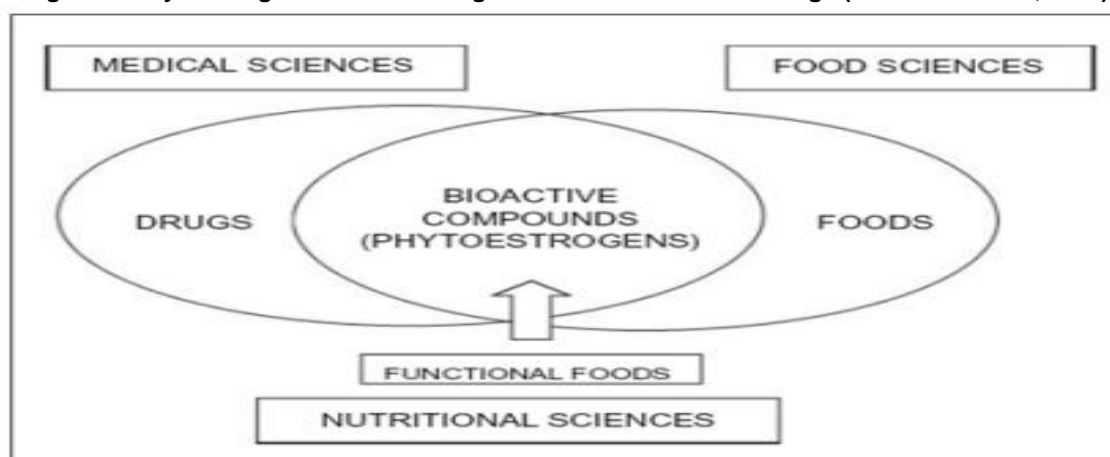 MEDICAL SCIENCES
FOOD SCIENCES
DRUGS
BIOACTIVE
COMPOUNDS
(PHYTOESTROGENS)
FOODS
FUNCTIONAL FOODS
NUTRITIONAL SCIENCES